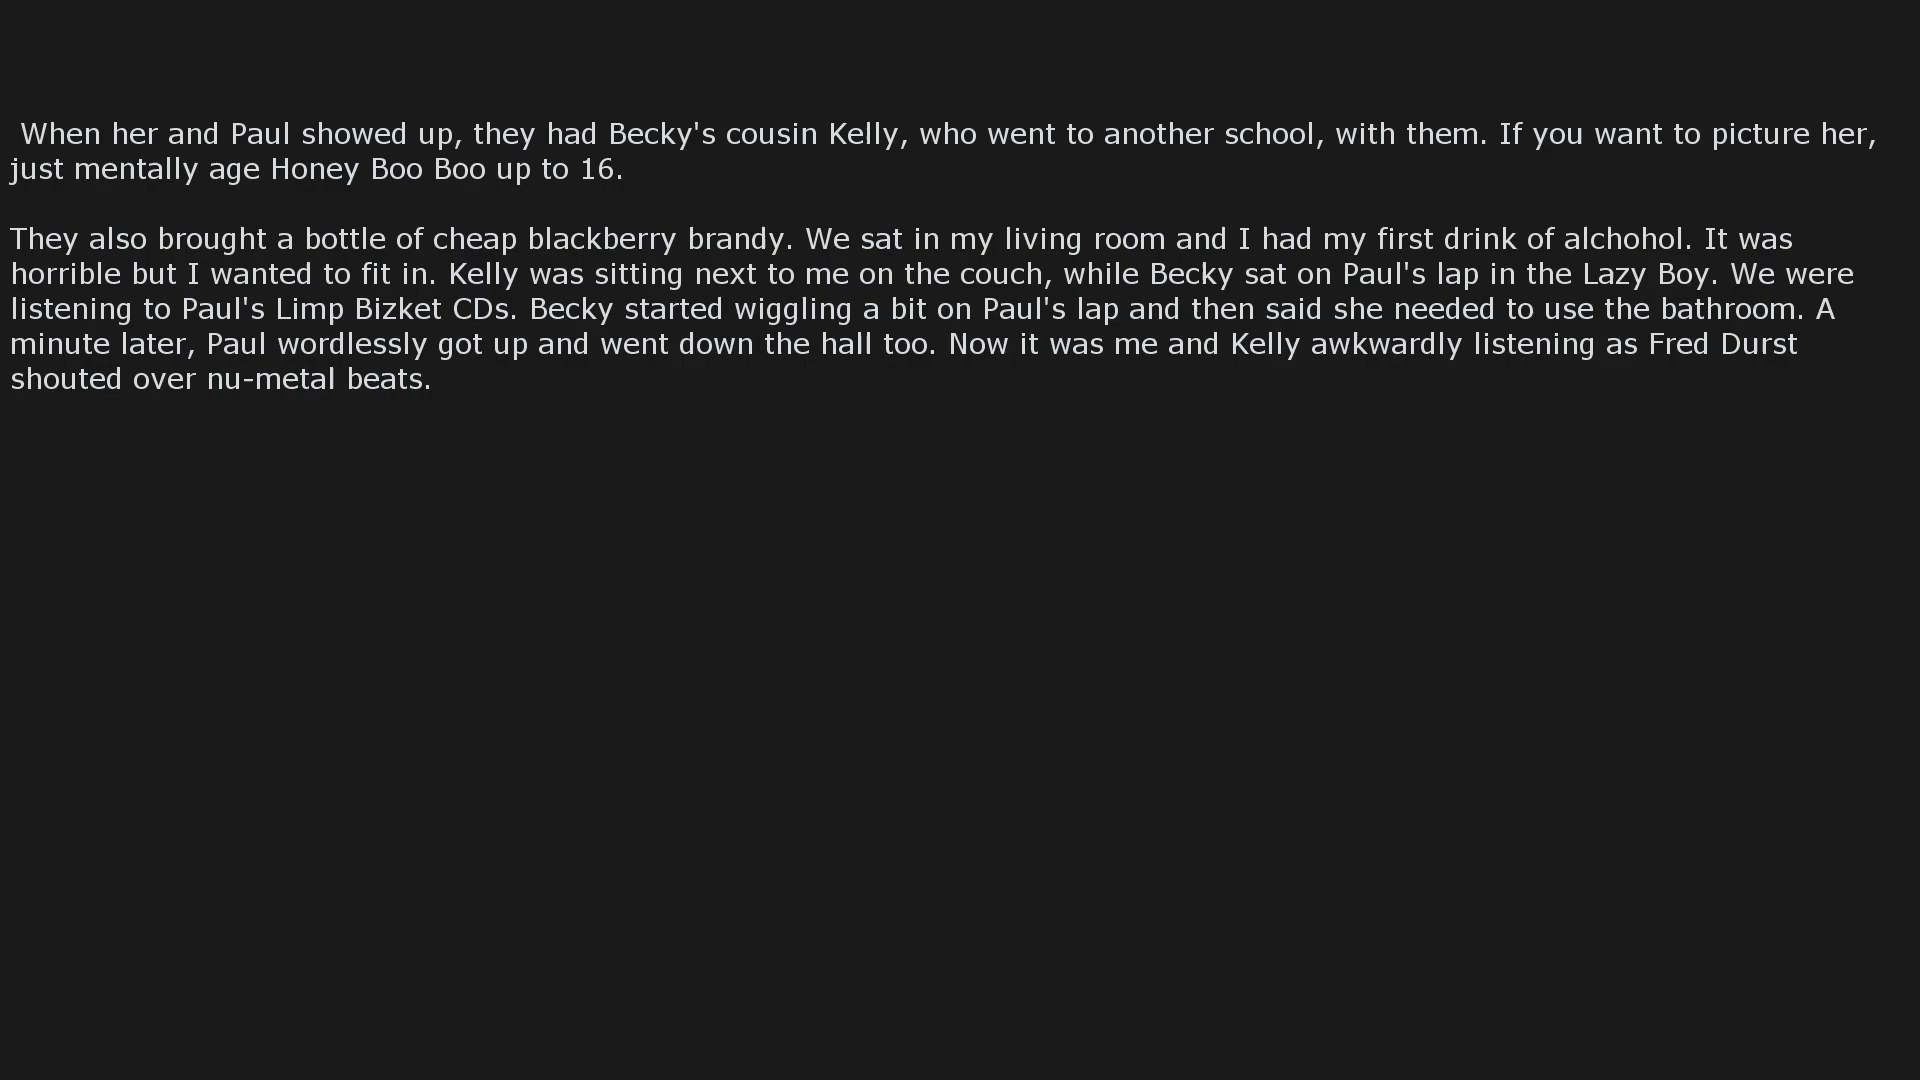 When her and Paul showed up, they had Becky's cousin Kelly, who went to another school, with them. If you want to picture her,
just mentally age Honey Boo Boo up to 16.
They also brought a bottle of cheap blackberry brandy. We sat in my living room and I had my first drink of alchohol. It was
horrible but I wanted to fit in. Kelly was sitting next to me on the couch, while Becky sat on Paul's lap in the Lazy Boy. We were
listening to Paul's Limp Bizket CDs. Becky started wiggling a bit on Paul's lap and then said she needed to use the bathroom. A
minute later, Paul wordlessly got up and went down the hall too. Now it was me and Kelly awkwardly listening as Fred Durst
shouted over nu-metal beats.